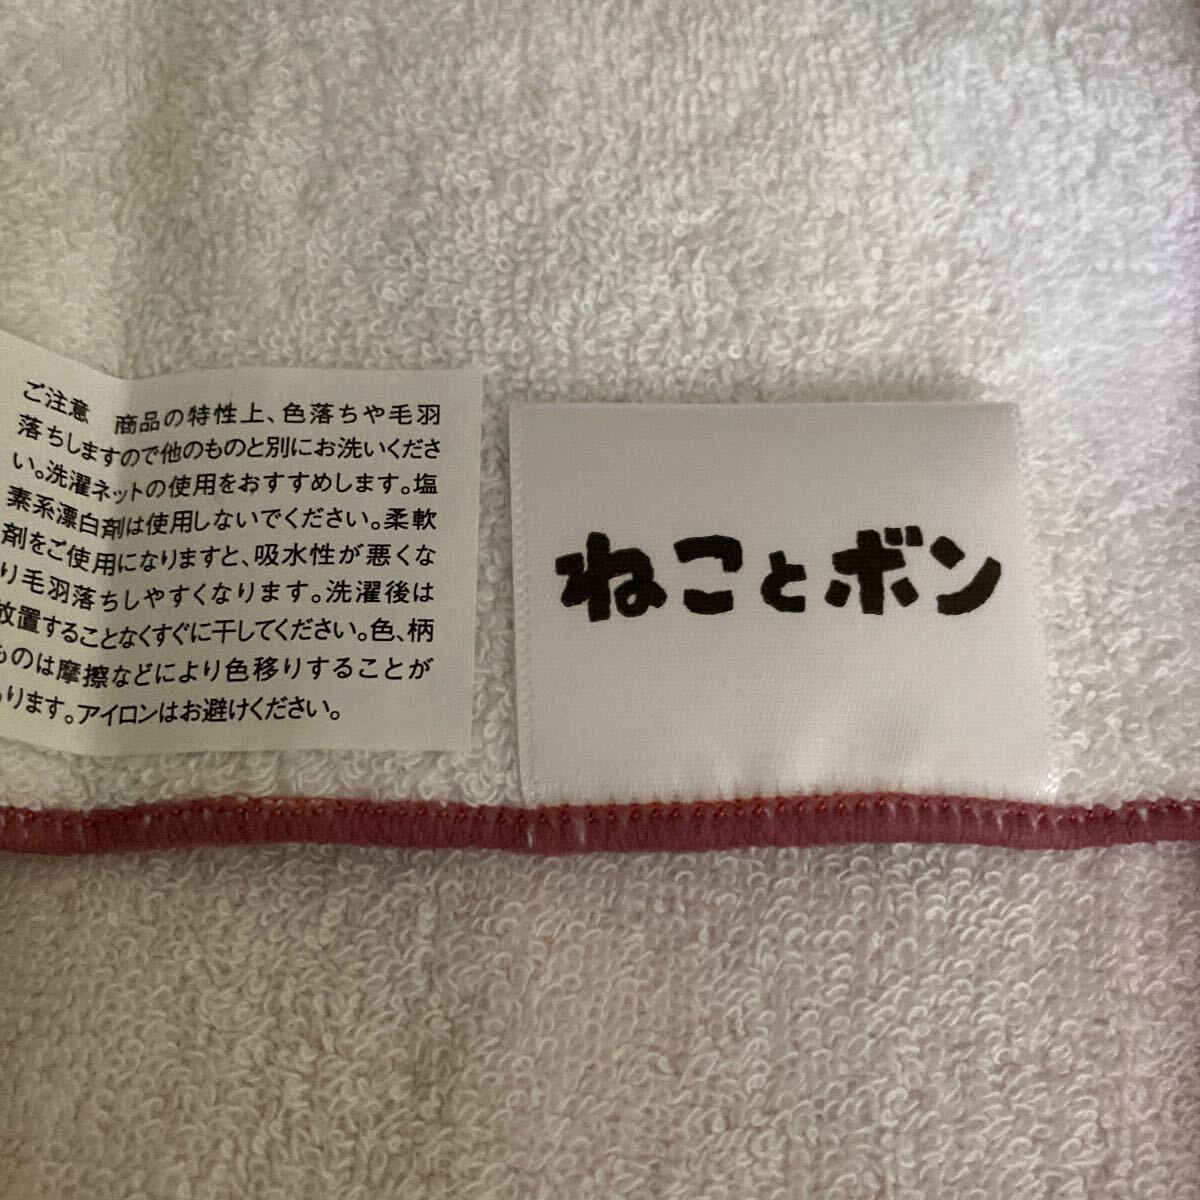 ご注意 商品の特性上、色落ちや毛羽
落ちしますので他のものと別にお洗いくださ
い。洗濯ネットの使用をおすすめします。塩
素系漂白剤は使用しないでください。柔軟
剤をご使用になりますと、吸水性が悪くな
り毛羽落ちしやすくなります。洗濯後は
放置することなくすぐに干してください。色、柄
ものは摩擦などにより色移りすることが
あります。アイロンはお避けください。
ねことボン